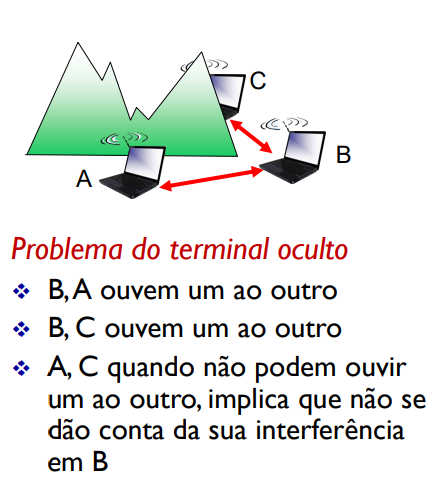 C
B
A
Problema do terminal oculto
B, A ouvem um ao outro
B, C ouvem um ao outro
A, C quando não podem ouvir
um ao outro, implica que não se
dão conta da sua interferência
em B